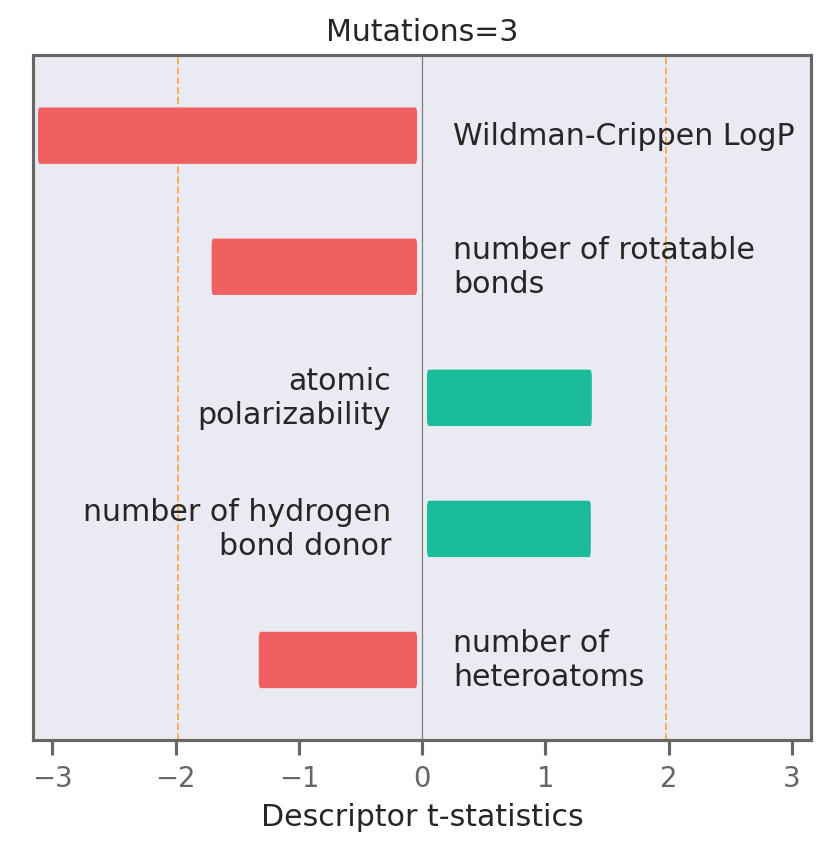 Mutations=3
Wildman-Crippen LogP
number of rotatable
bonds
atomic
polarizability
number of hydrogen
bond donor
number of
heteroatoms
−3 −2 −1 0 1 2 3
Descriptor t-statistics